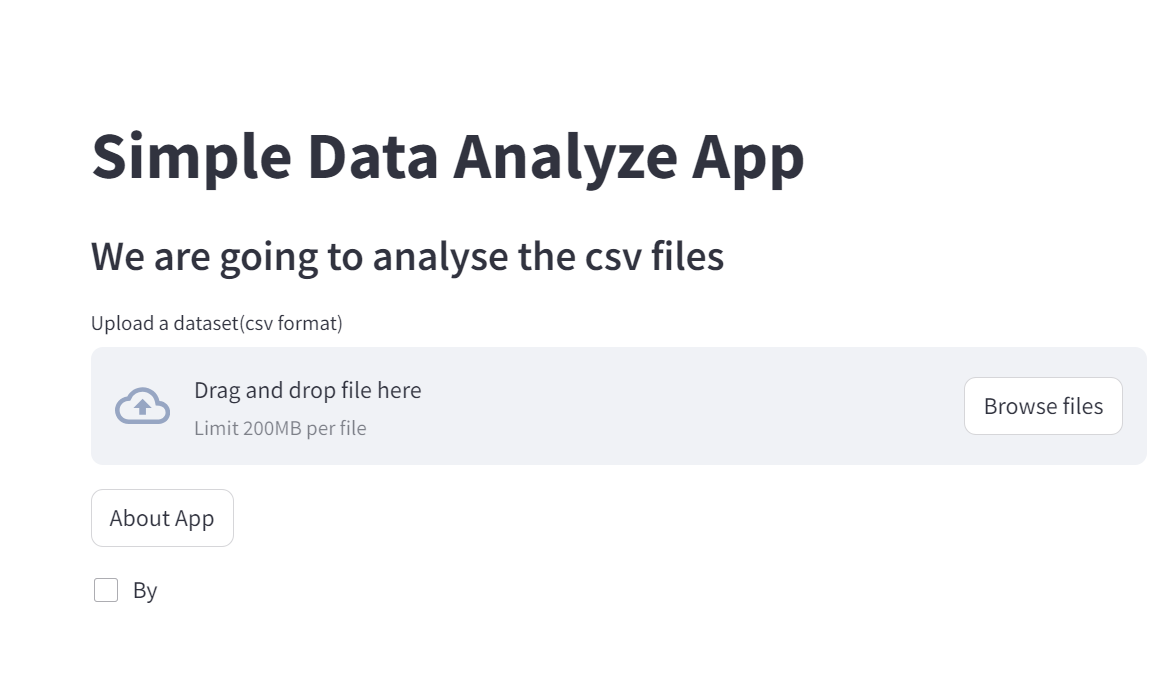 Simple Data Analyze App
We are going to analyse the csv files
Upload a dataset(csv format)
Drag and drop file here
Limit 200MB per file
Browse files
About App
By